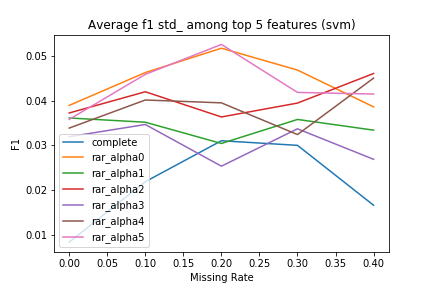 Average f1 std_ among top 5 features (svm)
0.05
0.04
0.03
0.02
0.01
F1
complete
rar_alpha0
rar_alpha1
rar_alpha2
rar_alpha3
rar_alpha4
rar_alpha5
0.00 0.05 0.10 0.15 0.20 0.25 0.30 0.35 0.40
Missing Rate